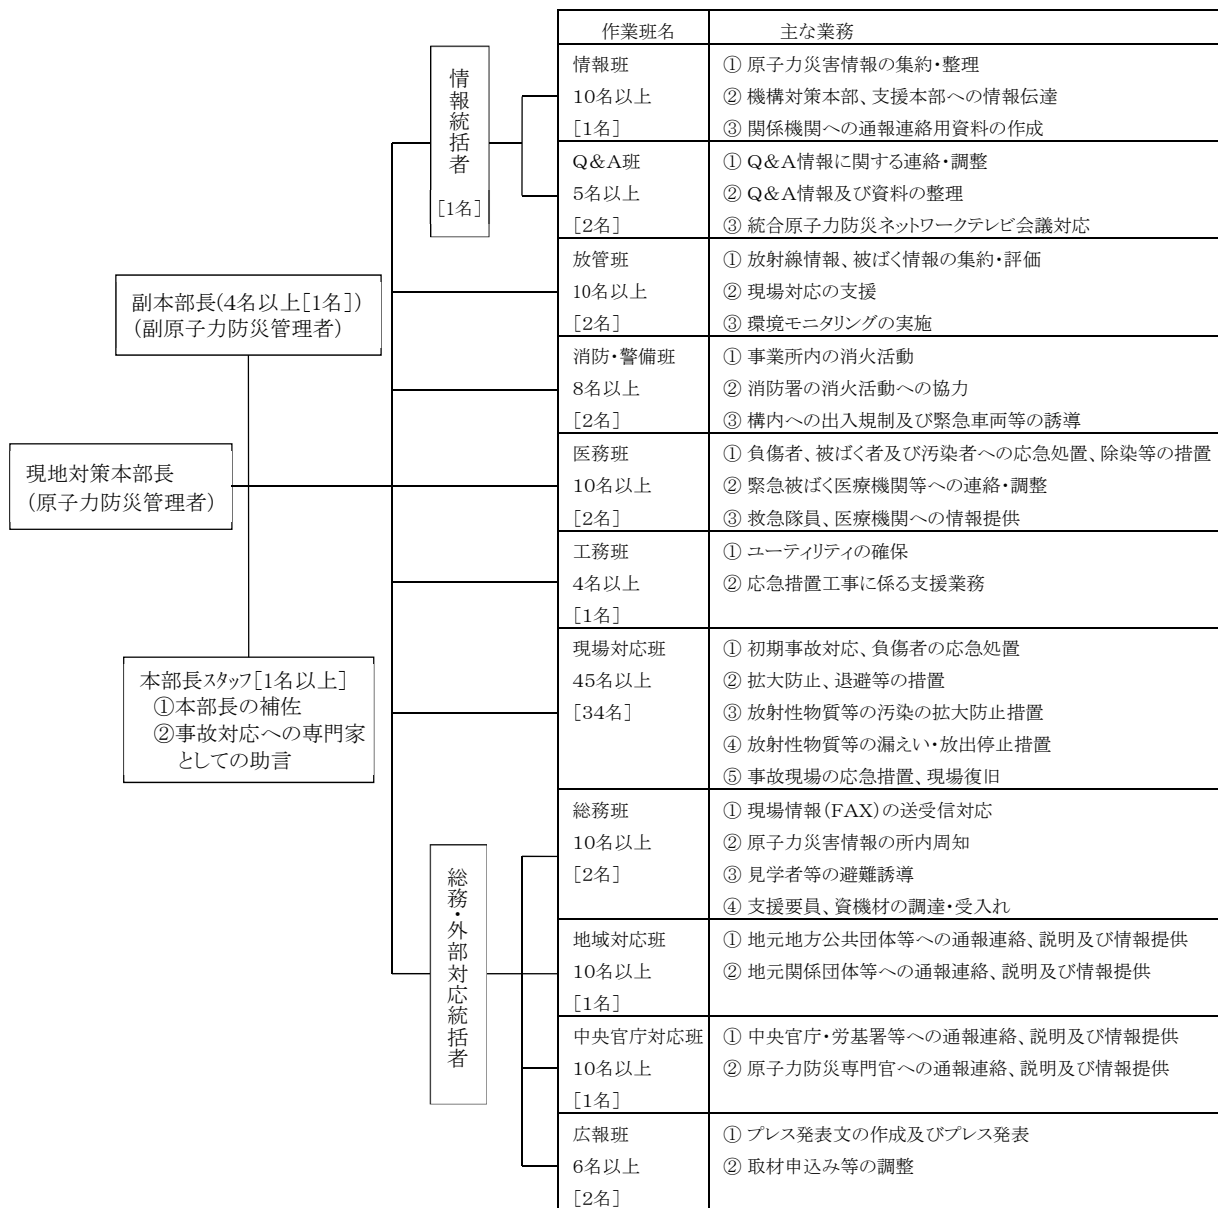 作業班名 主な業務
情報統括者
[1名]
情報班
10名以上
[1名]
① 原子力災害情報の集約・整理
② 機構対策本部、支援本部への情報伝達
③ 関係機関への通報連絡用資料の作成
Q&A班
5名以上
[2名]
① Q&A情報に関する連絡・調整
② Q&A情報及び資料の整理
③ 統合原子力防災ネットワークテレビ会議対応
放管班
10名以上
[2名]
① 放射線情報、被ばく情報の集約・評価
② 現場対応の支援
③ 環境モニタリングの実施
副本部長(4名以上[1名])
(副原子力防災管理者)
消防・警備班
8名以上
[2名]
① 事業所内の消火活動
② 消防署の消火活動への協力
③ 構内への出入規制及び緊急車両等の誘導
現地対策本部長
(原子力防災管理者)
医務班
10名以上
[2名]
① 負傷者、被ばく者及び汚染者への応急処置、除染等の措置
② 緊急被ばく医療機関等への連絡・調整
③ 救急隊員、医療機関への情報提供
工務班
4名以上
[1名]
① ユーティリティの確保
② 応急措置工事に係る支援業務
本部長スタッフ[1名以上]
①本部長の補佐
②事故対応への専門家
としての助言
現場対応班
45名以上
[34名]
① 初期事故対応、負傷者の応急処置
② 拡大防止、退避等の措置
③ 放射性物質等の汚染の拡大防止措置
④ 放射性物質等の漏えい・放出停止措置
⑤ 事故現場の応急措置、現場復旧
総務・外部対応統括者
総務班
10名以上
[2名]
① 現場情報(FAX)の送受信対応
② 原子力災害情報の所内周知
③ 見学者等の避難誘導
④ 支援要員、資機材の調達・受入れ
地域対応班
10名以上
[1名]
① 地元地方公共団体等への通報連絡、説明及び情報提供
② 地元関係団体等への通報連絡、説明及び情報提供
中央官庁対応班
10名以上
[1名]
① 中央官庁・労基署等への通報連絡、説明及び情報提供
② 原子力防災専門官への通報連絡、説明及び情報提供
広報班
6名以上
[2名]
① プレス発表文の作成及びプレス発表
② 取材申込み等の調整